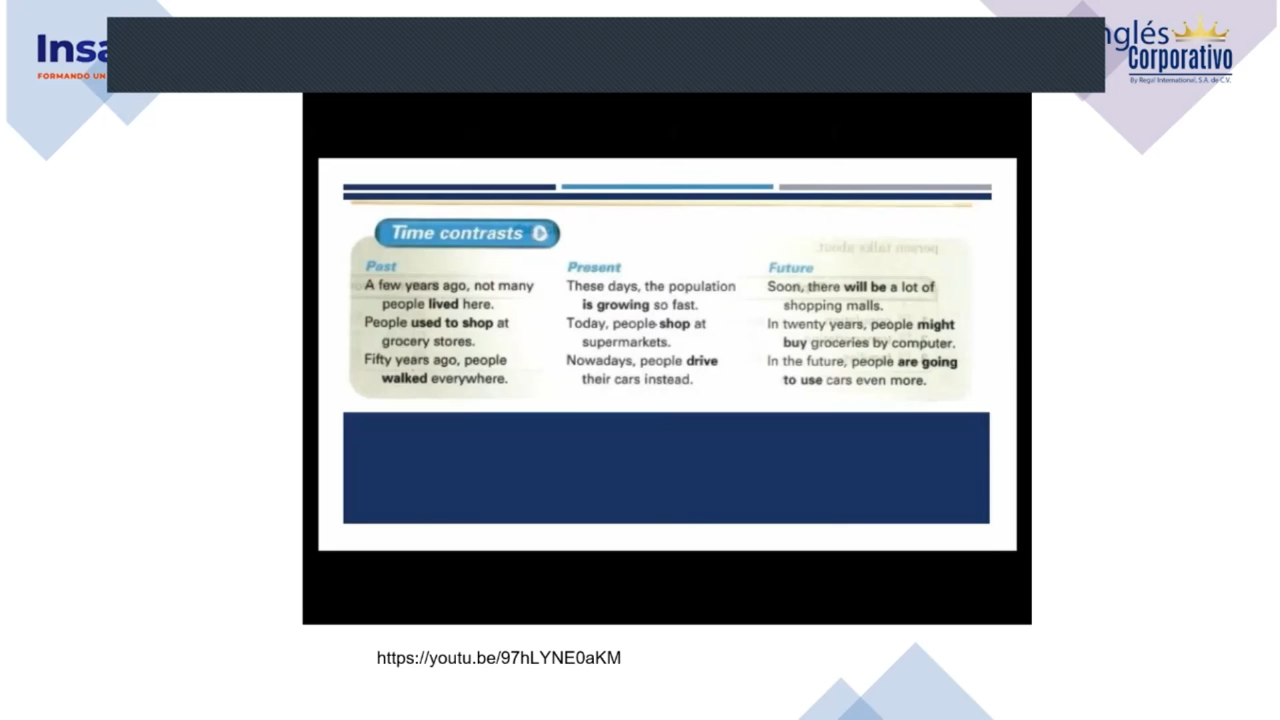 Insa
FORMANDO UN
nglés
Corporativo
By Regal International, S.A. de C.V.
Time contrasts
Past
A few years ago, not many
people lived here.
People used to shop at
grocery stores.
Fifty years ago, people
walked everywhere.
Present
These days, the population
is growing so fast.
Today, people shop at
supermarkets.
Nowadays, people drive
their cars instead.
Future
Soon, there will be a lot of
shopping malls.
In twenty years, people might
buy groceries by computer.
In the future, people are going
to use cars even more.
https://youtu.be/97hLYNE0aKM